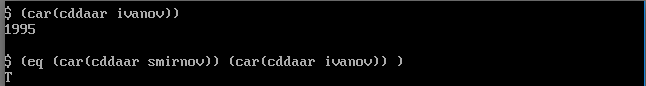 $ (car(cddaar ivanov))
1995
$ (eq (car(cddaar smirnov)) (car(cddaar ivanov)) )
T